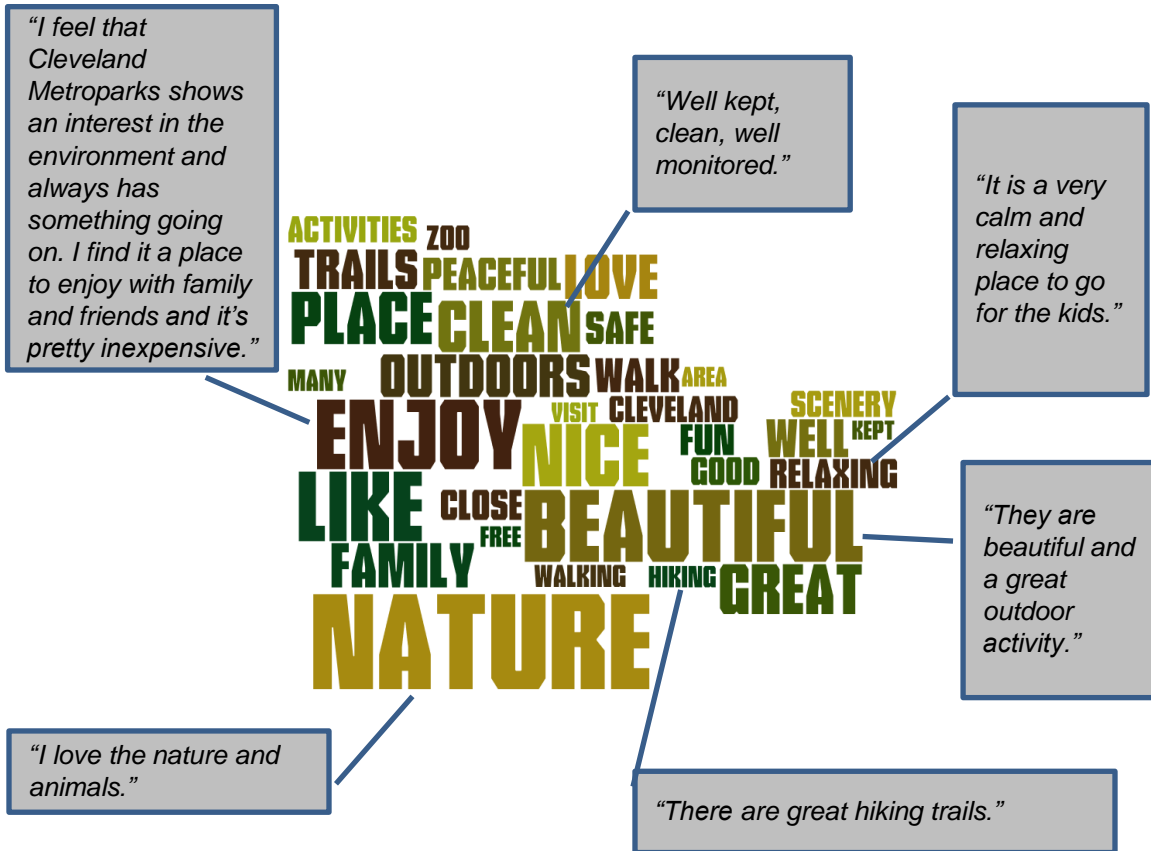 “I feel that
Cleveland
Metroparks shows
an interest in the
environment and
always has
something going
on. I find it a place
to enjoy with family
and friends and it’s
pretty inexpensive.”
“Well kept,
clean, well
monitored.”
“It is a very
calm and
relaxing
place to go
for the kids.”
ACTIVITIES ZOO
TRAILS PEACEFUL LOVE
PLACE CLEAN SAFE
MANY OUTDOORS WALK AREA
ENJOY VISIT CLEVELAND SCENERY
NICE FUN WELL KEPT
GOOD RELAXING
LIKE CLOSE BEAUTIFUL
FREE
FAMILY WALKING HIKING GREAT
NATURE
“They are
beautiful and
a great
outdoor
activity.”
“I love the nature and
animals.”
“There are great hiking trails.”